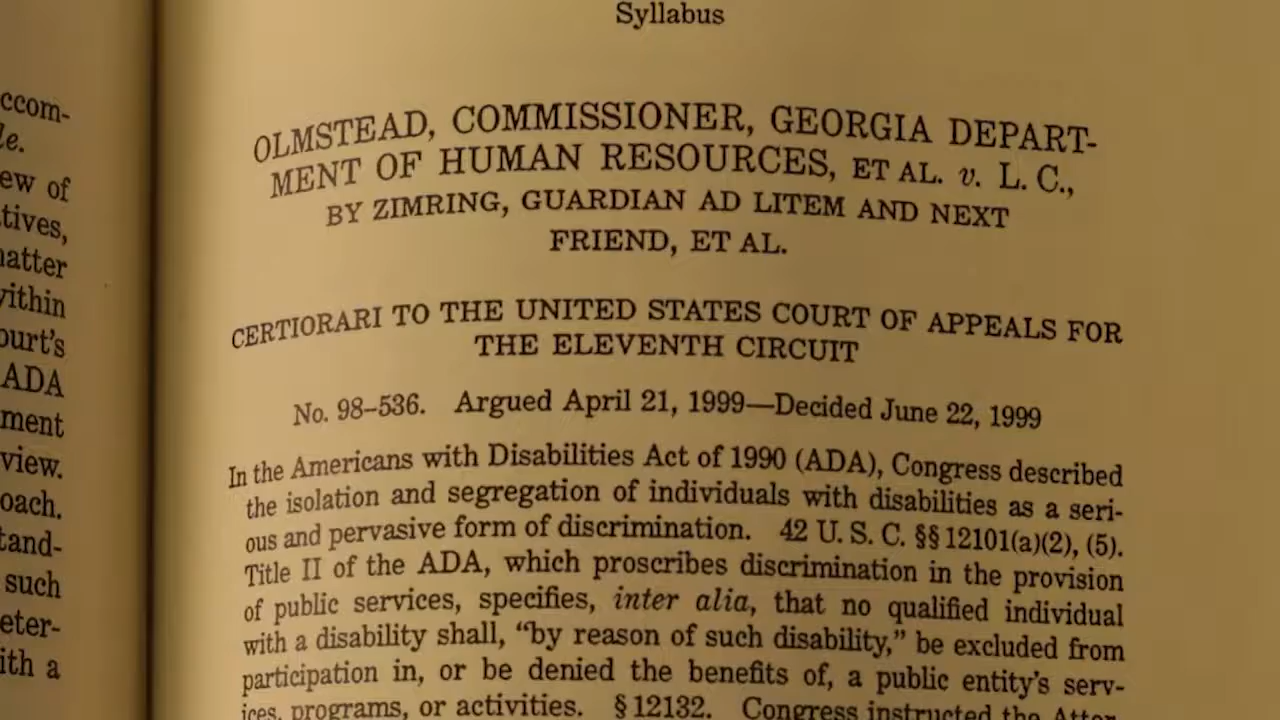 ccom-
le.
ew of
tives,
natter
vithin
ourt's
ADA
ment
view.
oach.
tand-
such
eter-
ith a
Syllabus
OLMSTEAD, COMMISSIONER, GEORGIA DEPART-
MENT OF HUMAN RESOURCES, ET AL. v. L. C.,
BY ZIMRING, GUARDIAN AD LITEM AND NEXT
FRIEND, ET AL.
CERTIORARI TO THE UNITED STATES COURT OF APPEALS FOR
THE ELEVENTH CIRCUIT
No. 98–536. Argued April 21, 1999—Decided June 22, 1999
In the Americans with Disabilities Act of 1990 (ADA), Congress described
the isolation and segregation of individuals with disabilities as a seri-
ous and pervasive form of discrimination. 42 U. S. C. §§ 12101(a)(2), (5).
Title II of the ADA, which proscribes discrimination in the provision
of public services, specifies, inter alia, that no qualified individual
with a disability shall, “by reason of such disability,” be excluded from
participation in, or be denied the benefits of, a public entity’s serv-
ices, programs, or activities. § 12132. Congress instructed the Attor-